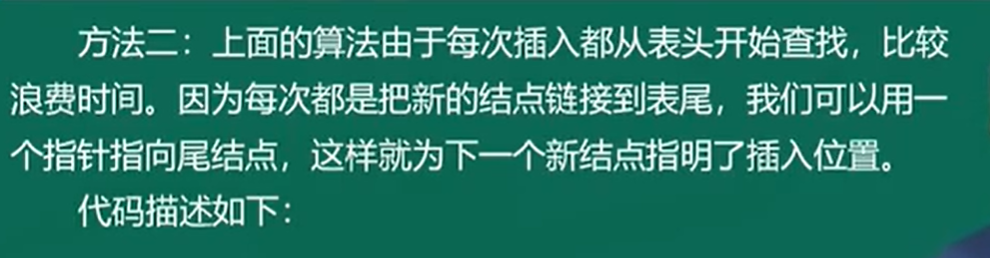 方法二：上面的算法由于每次插入都从表头开始查找，比较
浪费时间。因为每次都是把新的结点链接到表尾，我们可以用一
个指针指向尾结点，这样就为下一个新结点指明了插入位置。
代码描述如下：